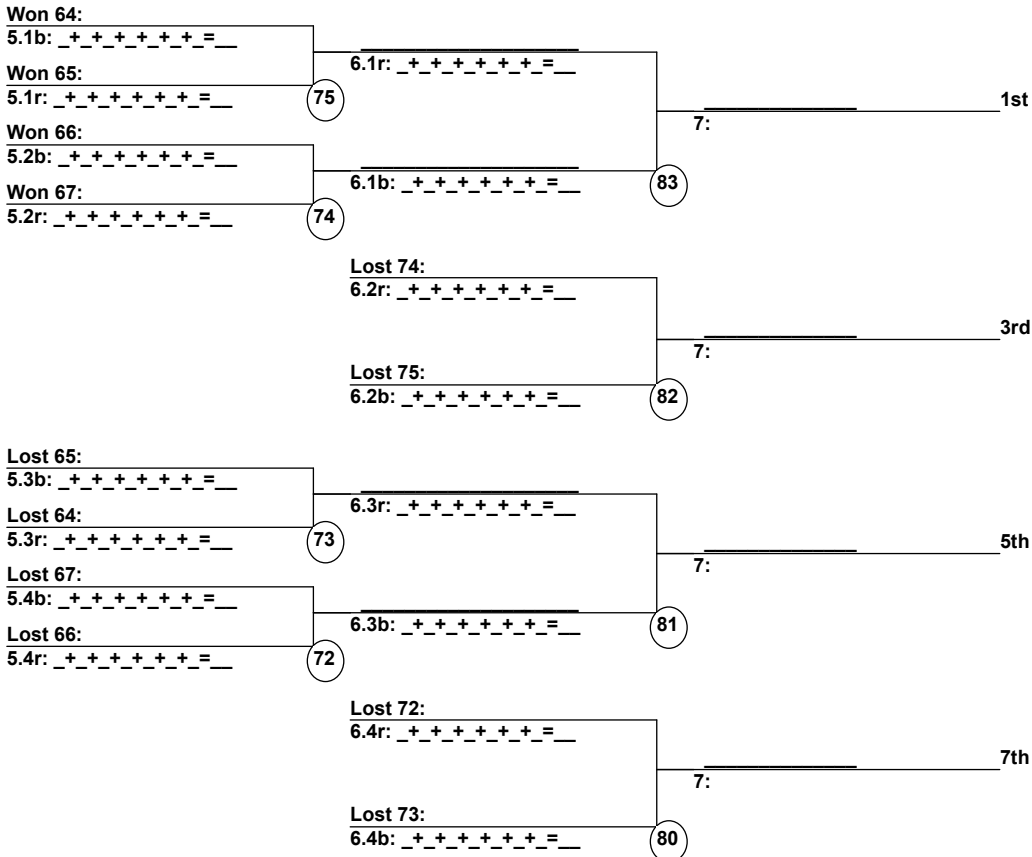 Won 64:
5.1b: _+_+_+_+_+_=__
6.1r: _+_+_+_+_+_=__
Won 65:
5.1r: _+_+_+_+_+_=__
75
1st
7:
Won 66:
5.2b: _+_+_+_+_+_=__
6.1b: _+_+_+_+_+_=__
83
Won 67:
5.2r: _+_+_+_+_+_=__
74
Lost 74:
6.2r: _+_+_+_+_+_=__
3rd
7:
Lost 75:
6.2b: _+_+_+_+_+_=__
82
Lost 65:
5.3b: _+_+_+_+_+_=__
6.3r: _+_+_+_+_+_=__
Lost 64:
5.3r: _+_+_+_+_+_=__
73
5th
7:
Lost 67:
5.4b: _+_+_+_+_+_=__
6.3b: _+_+_+_+_+_=__
81
Lost 66:
5.4r: _+_+_+_+_+_=__
72
Lost 72:
6.4r: _+_+_+_+_+_=__
7th
7:
Lost 73:
6.4b: _+_+_+_+_+_=__
80